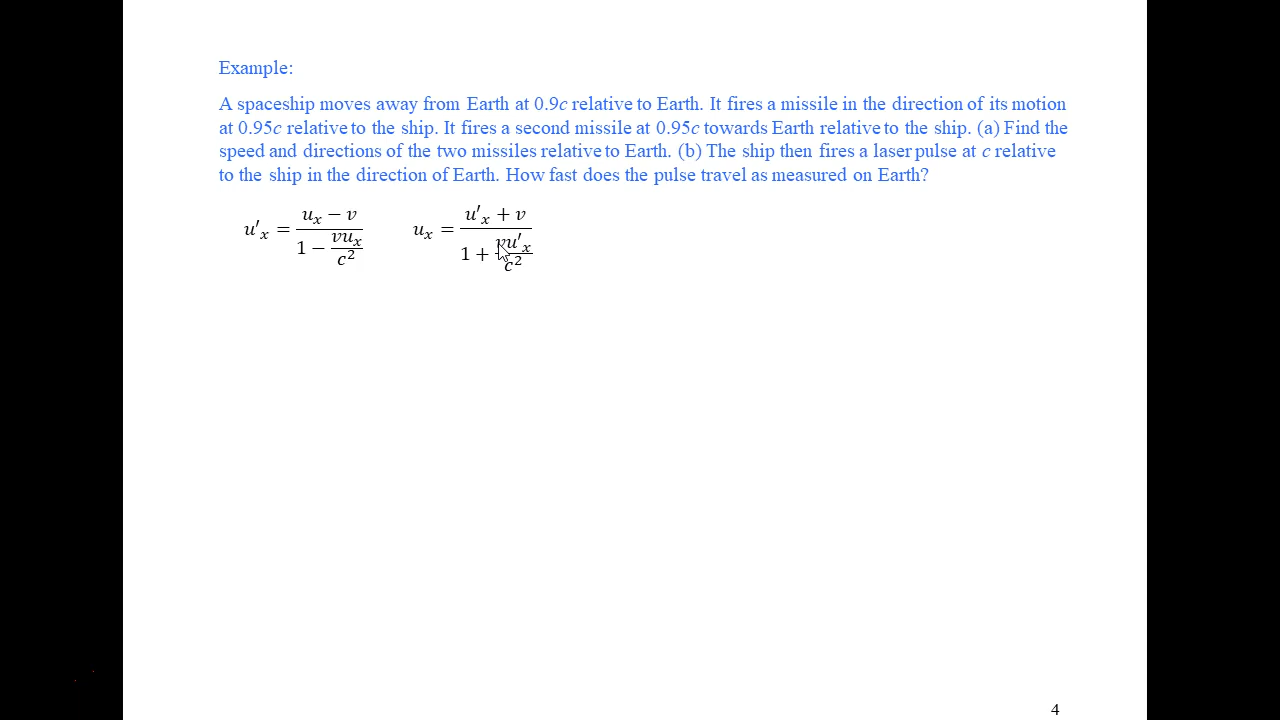 Example:
A spaceship moves away from Earth at 0.9c relative to Earth. It fires a missile in the direction of its motion
at 0.95c relative to the ship. It fires a second missile at 0.95c towards Earth relative to the ship. (a) Find the
speed and directions of the two missiles relative to Earth. (b) The ship then fires a laser pulse at c relative
to the ship in the direction of Earth. How fast does the pulse travel as measured on Earth?
u'ₓ = (uₓ − v) / (1 − vuₓ/c²)    uₓ = (u'ₓ + v) / (1 + vu'ₓ/c²)
4